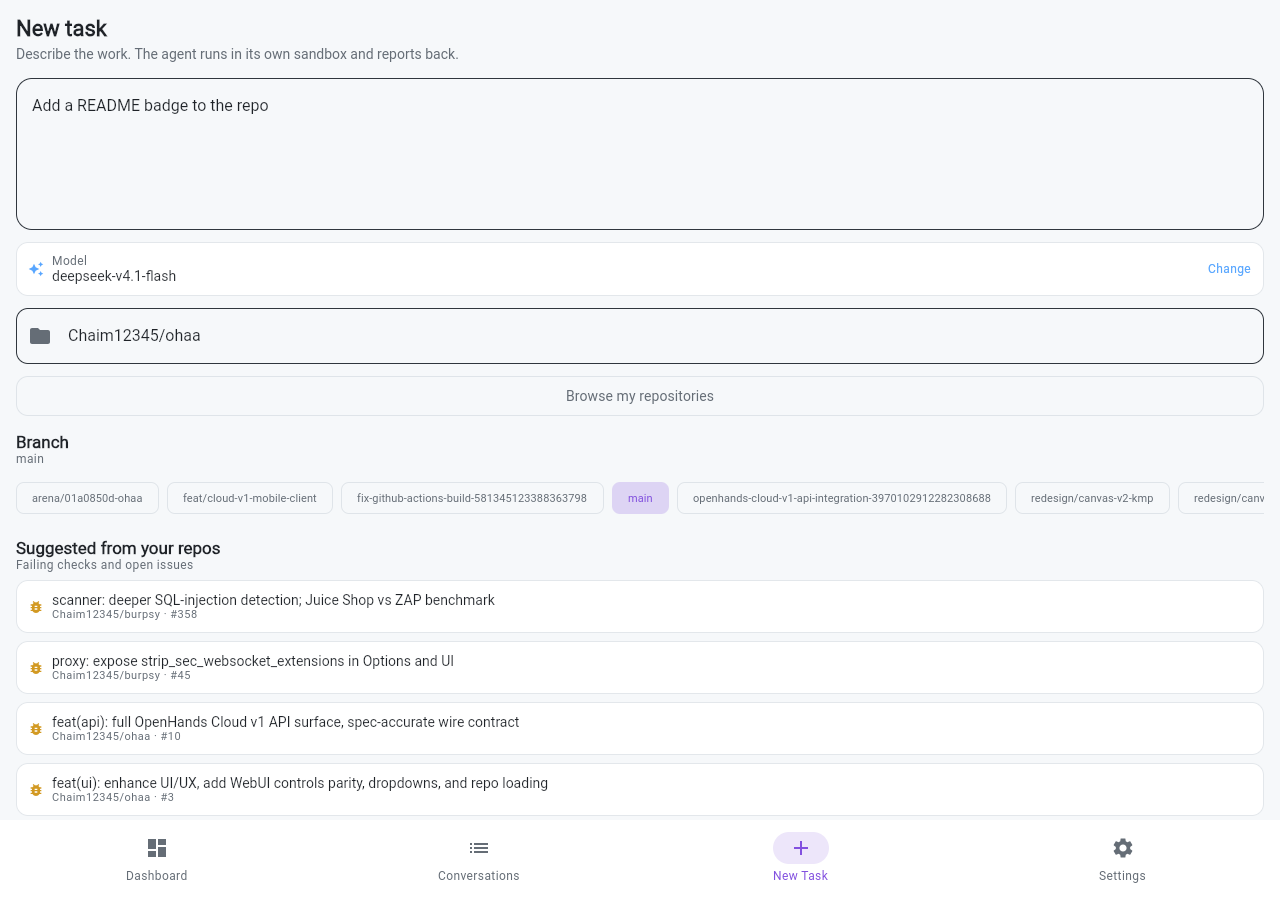 New task
Describe the work. The agent runs in its own sandbox and reports back.
Add a README badge to the repo
Model
deepseek-v4.1-flash
Change
Chaim12345/ohaa
Browse my repositories
Branch
main
arena/01a0850d-ohaa
feat/cloud-v1-mobile-client
fix-github-actions-build-581345123388363798
main
openhands-cloud-v1-api-integration-3970102912282308688
redesign/canvas-v2-kmp
redesign/canv
Suggested from your repos
Failing checks and open issues
scanner: deeper SQL-injection detection; Juice Shop vs ZAP benchmark
Chaim12345/burpsy · #358
proxy: expose strip_sec_websocket_extensions in Options and UI
Chaim12345/burpsy · #45
feat(api): full OpenHands Cloud v1 API surface, spec-accurate wire contract
Chaim12345/ohaa · #10
feat(ui): enhance UI/UX, add WebUI controls parity, dropdowns, and repo loading
Chaim12345/ohaa · #3
Dashboard
Conversations
New Task
Settings